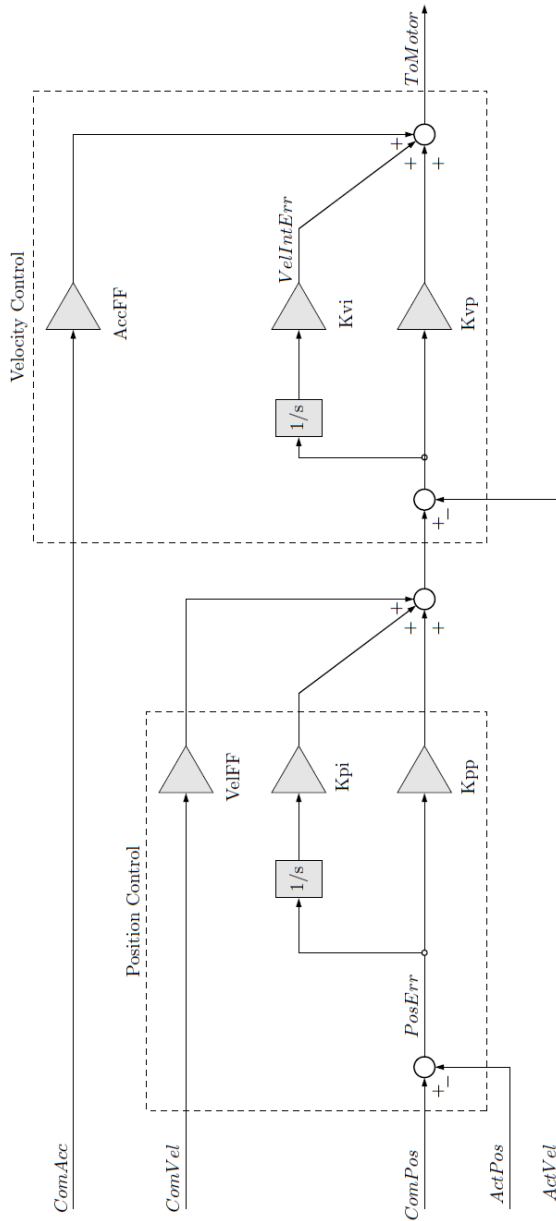 Velocity Control
ComAcc
AccFF
Position Control
ComVel
VelFF
+
+
1/s
Kpi
+
1/s
Kvi
VelIntErr
+
ComPos
+
−
PosErr
Kpp
+
+
−
Kvp
+
ToMotor
ActPos
ActVel